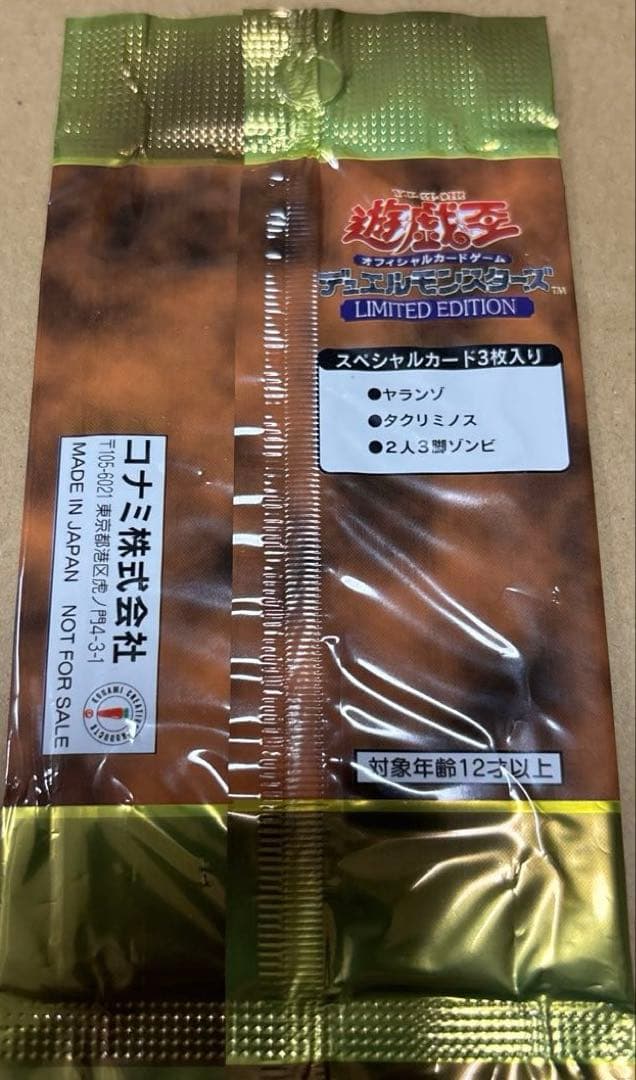 YU-GI-OH
遊戯王
オフィシャルカードゲーム
デュエルモンスターズ™
LIMITED EDITION
スペシャルカード3枚入り
●ヤランゾ
●タクリミノス
●2人3脚ゾンビ
コナミ株式会社
〒105-6021 東京都港区虎ノ門4-3-1
MADE IN JAPAN NOT FOR SALE
対象年齢12才以上